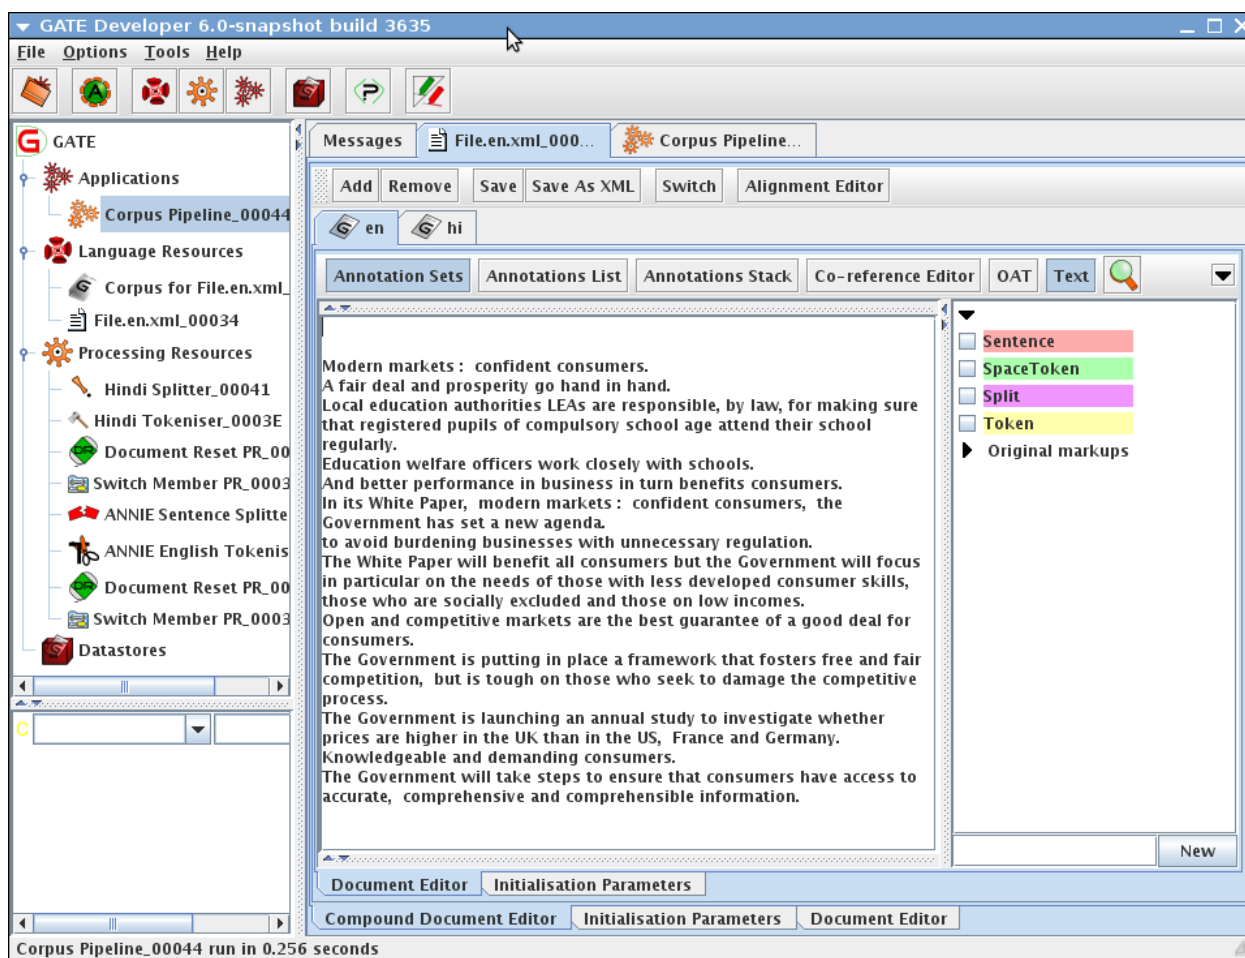 GATE Developer 6.0-snapshot build 3635
File Options Tools Help
GATE
Applications
Corpus Pipeline_00044
Language Resources
Corpus for File.en.xml_
File.en.xml_00034
Processing Resources
Hindi Splitter_00041
Hindi Tokeniser_0003E
Document Reset PR_00
Switch Member PR_0003
ANNIE Sentence Splitte
ANNIE English Tokenis
Document Reset PR_00
Switch Member PR_0003
Datastores
C
Messages File.en.xml_000... Corpus Pipeline...
Add Remove Save Save As XML Switch Alignment Editor
en hi
Annotation Sets Annotations List Annotations Stack Co-reference Editor OAT Text
Modern markets : confident consumers.
A fair deal and prosperity go hand in hand.
Local education authorities LEAs are responsible, by law, for making sure
that registered pupils of compulsory school age attend their school
regularly.
Education welfare officers work closely with schools.
And better performance in business in turn benefits consumers.
In its White Paper, modern markets : confident consumers, the
Government has set a new agenda.
to avoid burdening businesses with unnecessary regulation.
The White Paper will benefit all consumers but the Government will focus
in particular on the needs of those with less developed consumer skills,
those who are socially excluded and those on low incomes.
Open and competitive markets are the best guarantee of a good deal for
consumers.
The Government is putting in place a framework that fosters free and fair
competition, but is tough on those who seek to damage the competitive
process.
The Government is launching an annual study to investigate whether
prices are higher in the UK than in the US, France and Germany.
Knowledgeable and demanding consumers.
The Government will take steps to ensure that consumers have access to
accurate, comprehensive and comprehensible information.
Sentence
SpaceToken
Split
Token
Original markups
New
Document Editor Initialisation Parameters
Compound Document Editor Initialisation Parameters Document Editor
Corpus Pipeline_00044 run in 0.256 seconds